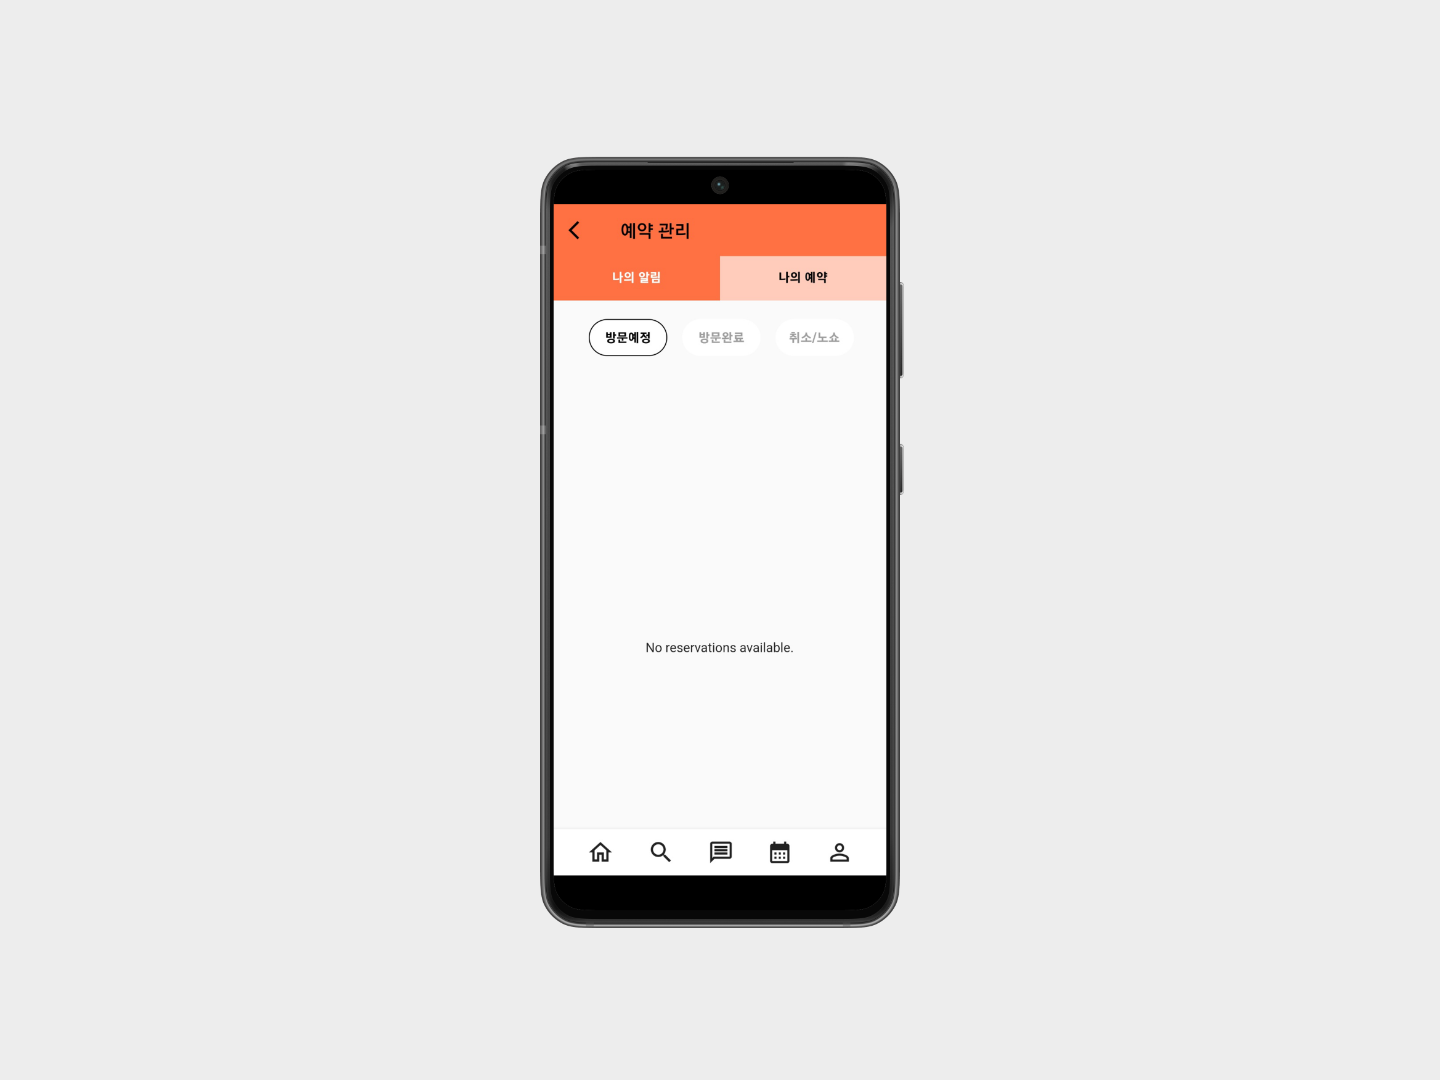 예약 관리
나의 알림 나의 예약
방문예정 방문완료 취소/노쇼
No reservations available.